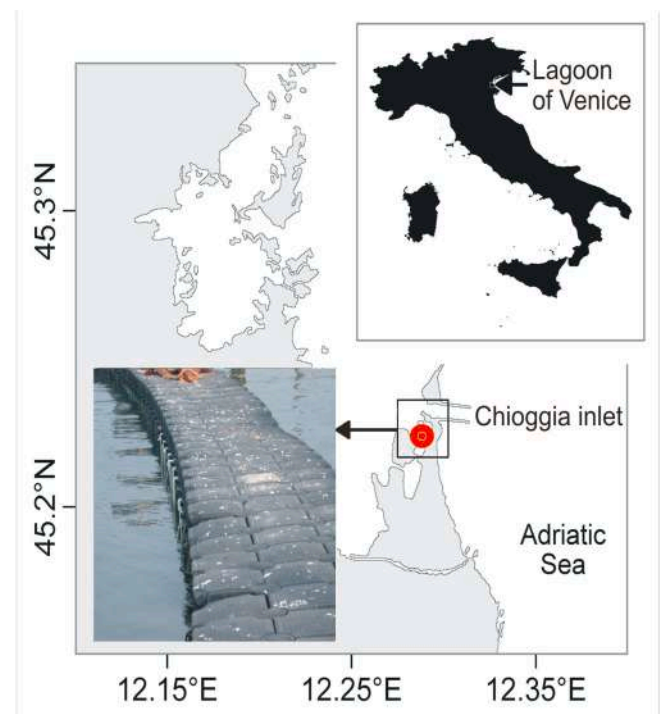 Lagoon
of Venice
45.3°N
Chioggia inlet
45.2°N
Adriatic
Sea
12.15°E
12.25°E
12.35°E